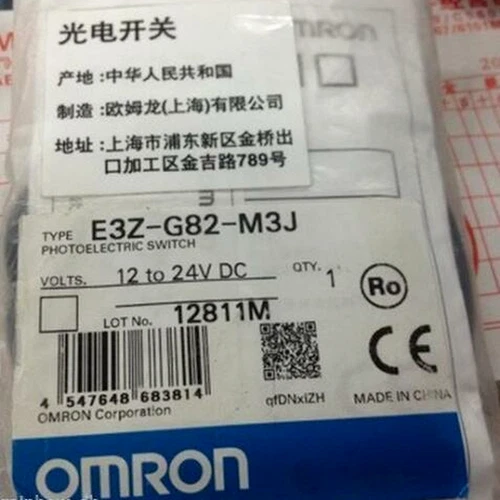 光电开关
OMRON
产地:中华人民共和国
制造:欧姆龙(上海)有限公司
地址:上海市浦东新区金桥出
口加工区金吉路789号
TYPE E3Z-G82-M3J
PHOTOELECTRIC SWITCH
VOLTS. 12 to 24V DC QTY. 1
Ro
LOT No. 12811M
CE
4 547648 683814
qfDNxiZH
MADE IN CHINA
OMRON Corporation
OMRON